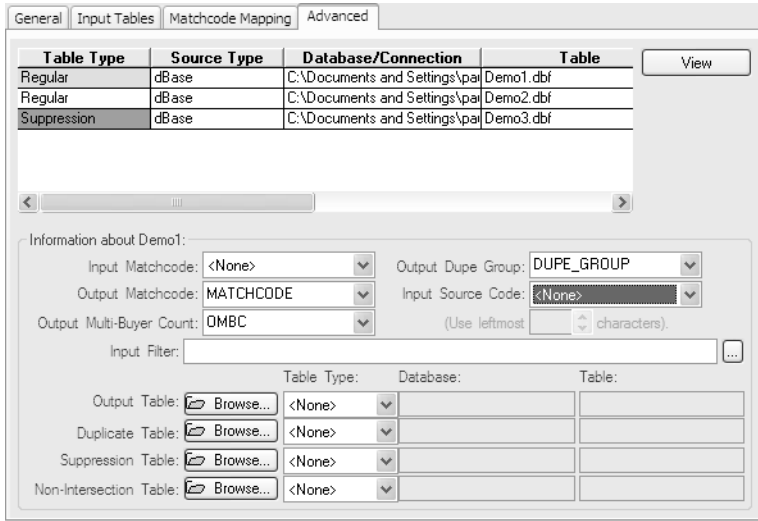 General Input Tables Matchcode Mapping Advanced
Table Type Source Type Database/Connection Table View
Regular dBase C:\Documents and Settings\pau Demo1.dbf
Regular dBase C:\Documents and Settings\pau Demo2.dbf
Suppression dBase C:\Documents and Settings\pau Demo3.dbf
Information about Demo1:
Input Matchcode: <None> Output Dupe Group: DUPE_GROUP
Output Matchcode: MATCHCODE Input Source Code: <None>
Output Multi-Buyer Count: OMBC (Use leftmost characters).
Input Filter: ...
Table Type: Database: Table:
Output Table: Browse... <None>
Duplicate Table: Browse... <None>
Suppression Table: Browse... <None>
Non-Intersection Table: Browse... <None>